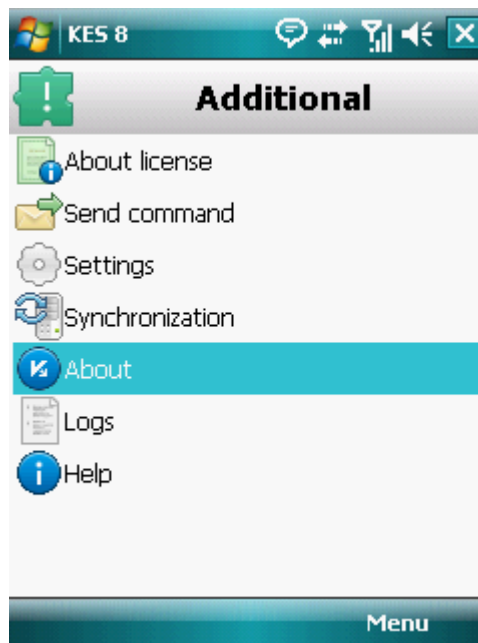 KES 8
Additional
About license
Send command
Settings
Synchronization
About
Logs
Help
Menu